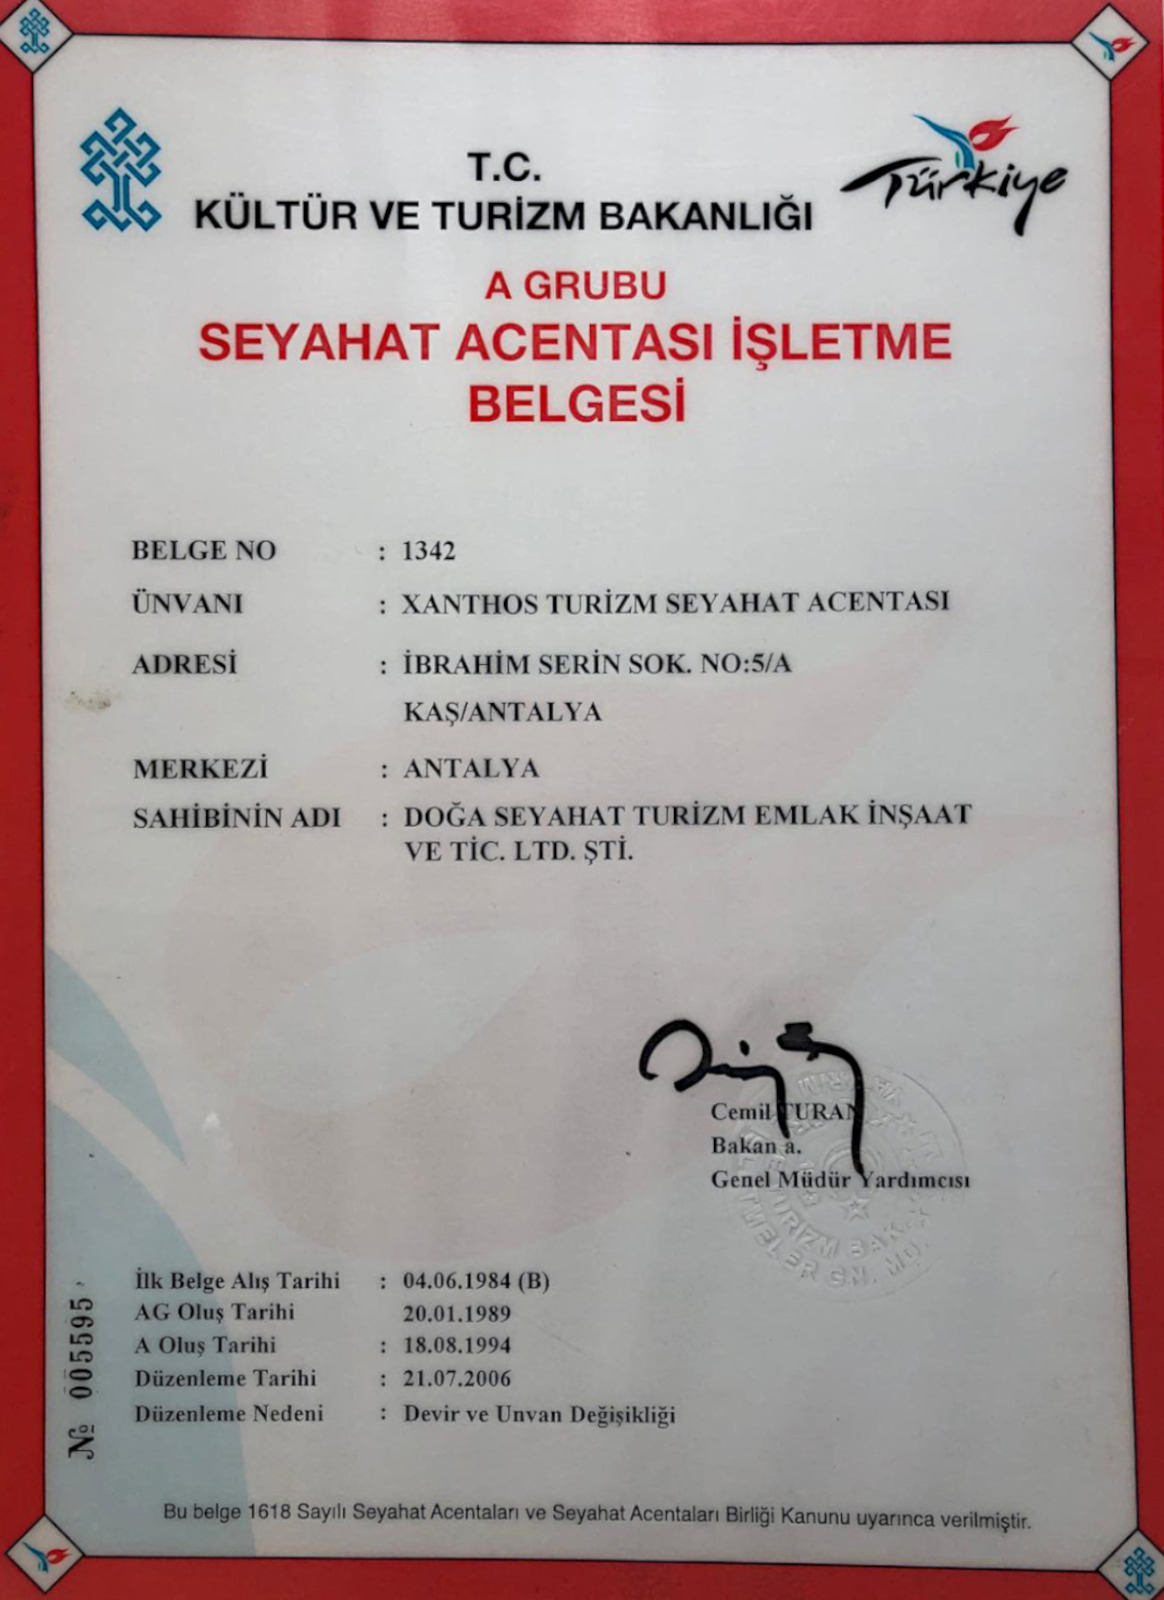 Türkiye
T.C.
KÜLTÜR VE TURİZM BAKANLIĞI
A GRUBU
SEYAHAT ACENTASI İŞLETME
BELGESİ
BELGE NO : 1342
ÜNVANI : XANTHOS TURİZM SEYAHAT ACENTASI
ADRESİ : İBRAHİM SERİN SOK. NO:5/A
KAŞ/ANTALYA
MERKEZİ : ANTALYA
SAHİBİNİN ADI : DOĞA SEYAHAT TURİZM EMLAK İNŞAAT
VE TİC. LTD. ŞTİ.
Cemil TURAN
Bakan a.
Genel Müdür Yardımcısı
İlk Belge Alış Tarihi : 04.06.1984 (B)
AG Oluş Tarihi 20.01.1989
A Oluş Tarihi : 18.08.1994
Düzenleme Tarihi : 21.07.2006
Düzenleme Nedeni : Devir ve Unvan Değişikliği
№ 005595
Bu belge 1618 Sayılı Seyahat Acentaları ve Seyahat Acentaları Birliği Kanunu uyarınca verilmiştir.